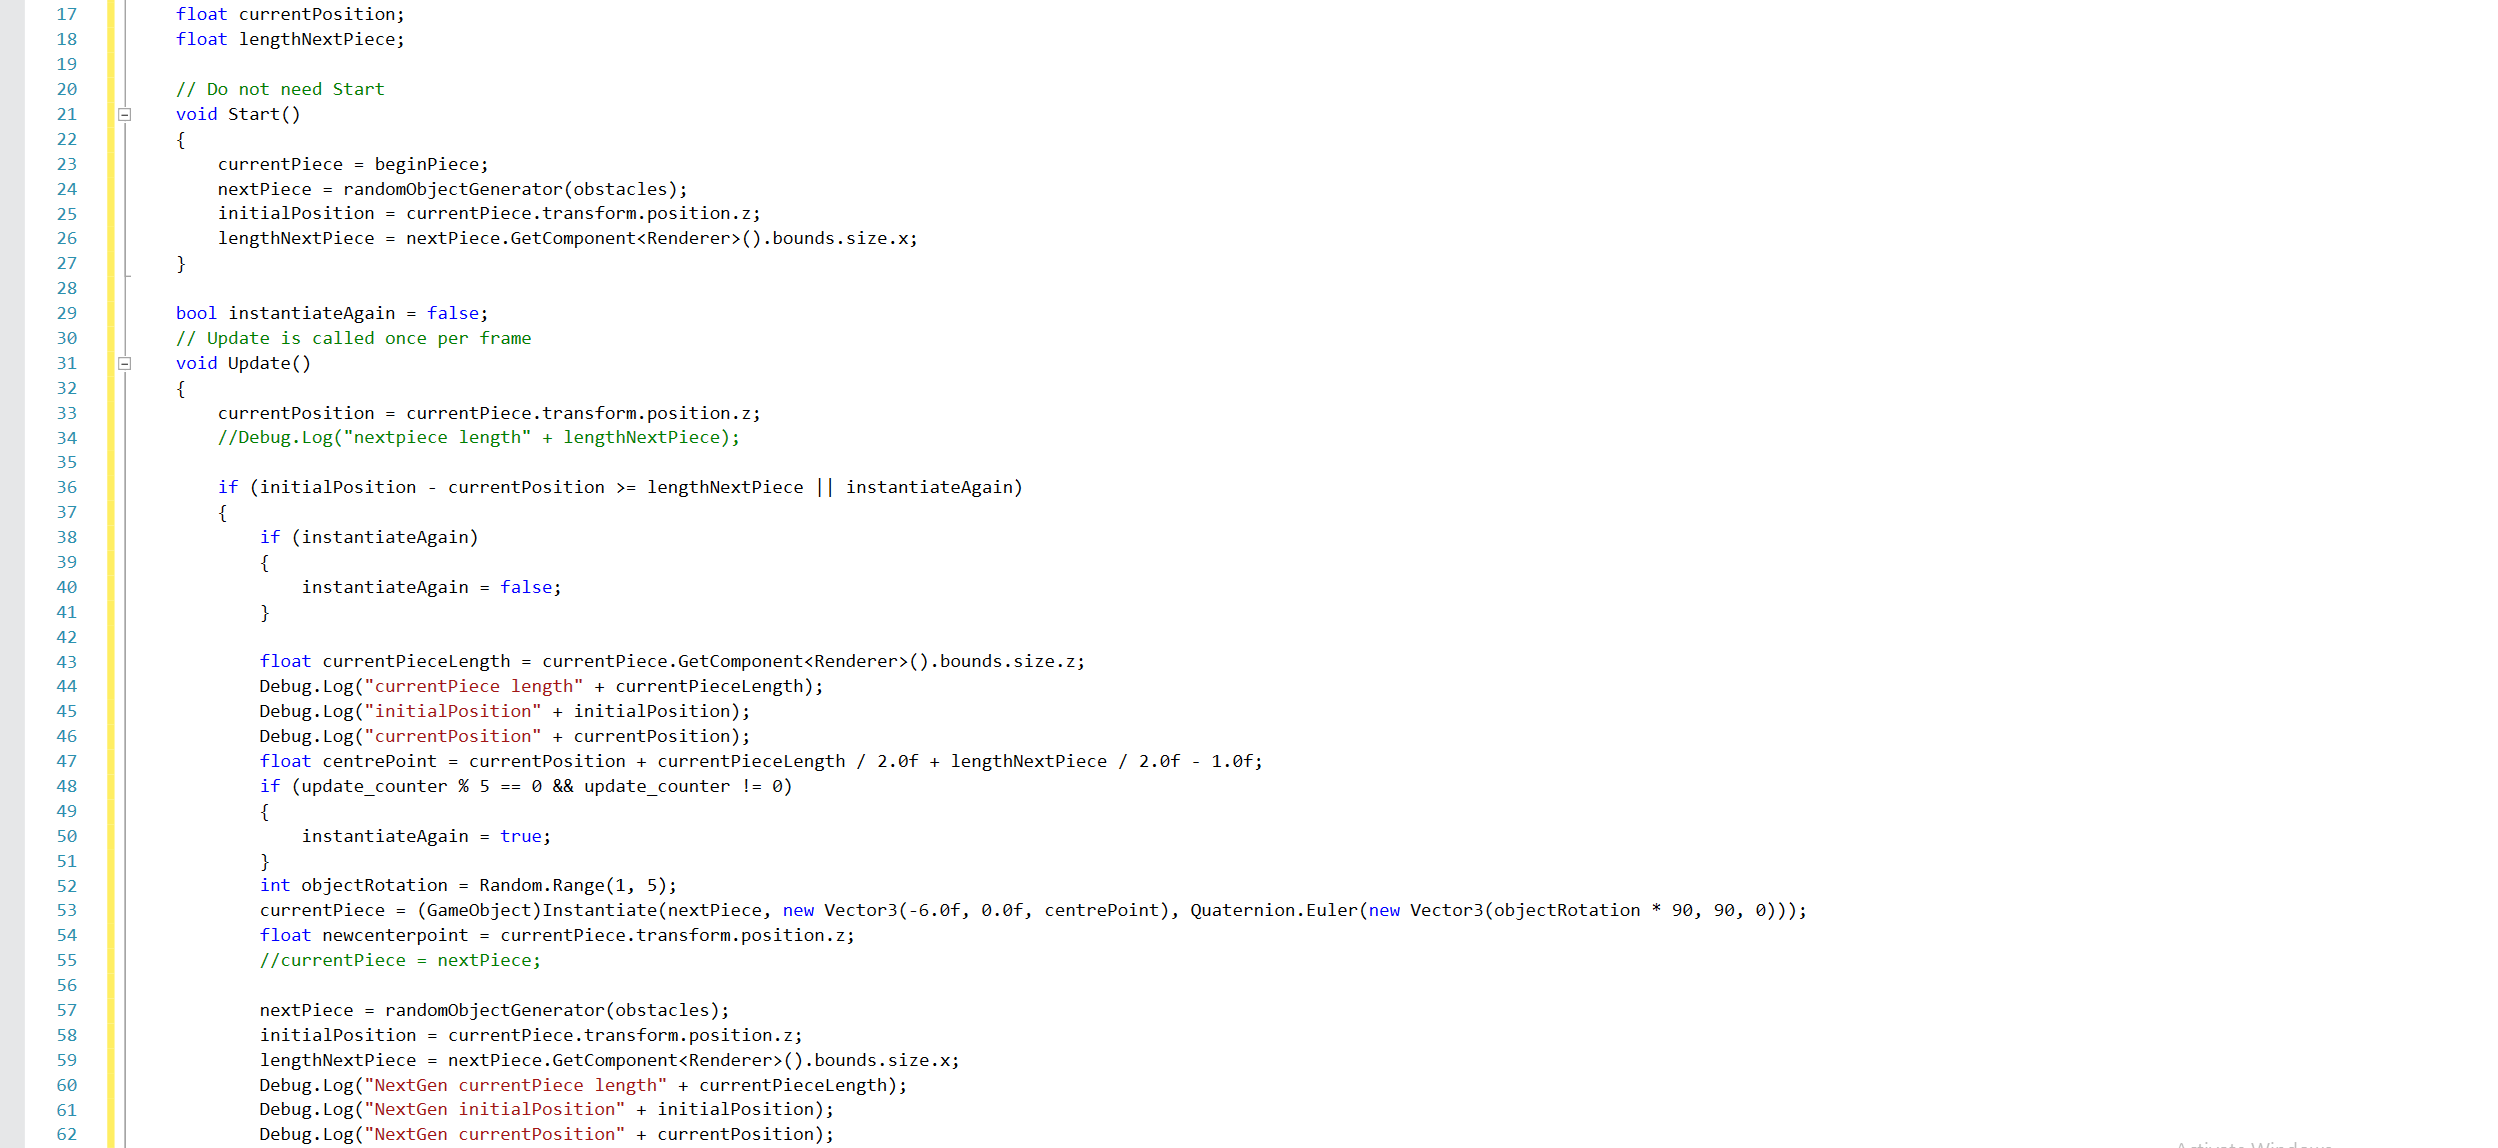 17 float currentPosition;
18 float lengthNextPiece;
19
20 // Do not need Start
21 void Start()
22 {
23 currentPiece = beginPiece;
24 nextPiece = randomObjectGenerator(obstacles);
25 initialPosition = currentPiece.transform.position.z;
26 lengthNextPiece = nextPiece.GetComponent<Renderer>().bounds.size.x;
27 }
28
29 bool instantiateAgain = false;
30 // Update is called once per frame
31 void Update()
32 {
33 currentPosition = currentPiece.transform.position.z;
34 //Debug.Log("nextpiece length" + lengthNextPiece);
35
36 if (initialPosition - currentPosition >= lengthNextPiece || instantiateAgain)
37 {
38 if (instantiateAgain)
39 {
40 instantiateAgain = false;
41 }
42
43 float currentPieceLength = currentPiece.GetComponent<Renderer>().bounds.size.z;
44 Debug.Log("currentPiece length" + currentPieceLength);
45 Debug.Log("initialPosition" + initialPosition);
46 Debug.Log("currentPosition" + currentPosition);
47 float centrePoint = currentPosition + currentPieceLength / 2.0f + lengthNextPiece / 2.0f - 1.0f;
48 if (update_counter % 5 == 0 && update_counter != 0)
49 {
50 instantiateAgain = true;
51 }
52 int objectRotation = Random.Range(1, 5);
53 currentPiece = (GameObject)Instantiate(nextPiece, new Vector3(-6.0f, 0.0f, centrePoint), Quaternion.Euler(new Vector3(objectRotation * 90, 90, 0)));
54 float newcenterpoint = currentPiece.transform.position.z;
55 //currentPiece = nextPiece;
56
57 nextPiece = randomObjectGenerator(obstacles);
58 initialPosition = currentPiece.transform.position.z;
59 lengthNextPiece = nextPiece.GetComponent<Renderer>().bounds.size.x;
60 Debug.Log("NextGen currentPiece length" + currentPieceLength);
61 Debug.Log("NextGen initialPosition" + initialPosition);
62 Debug.Log("NextGen currentPosition" + currentPosition);